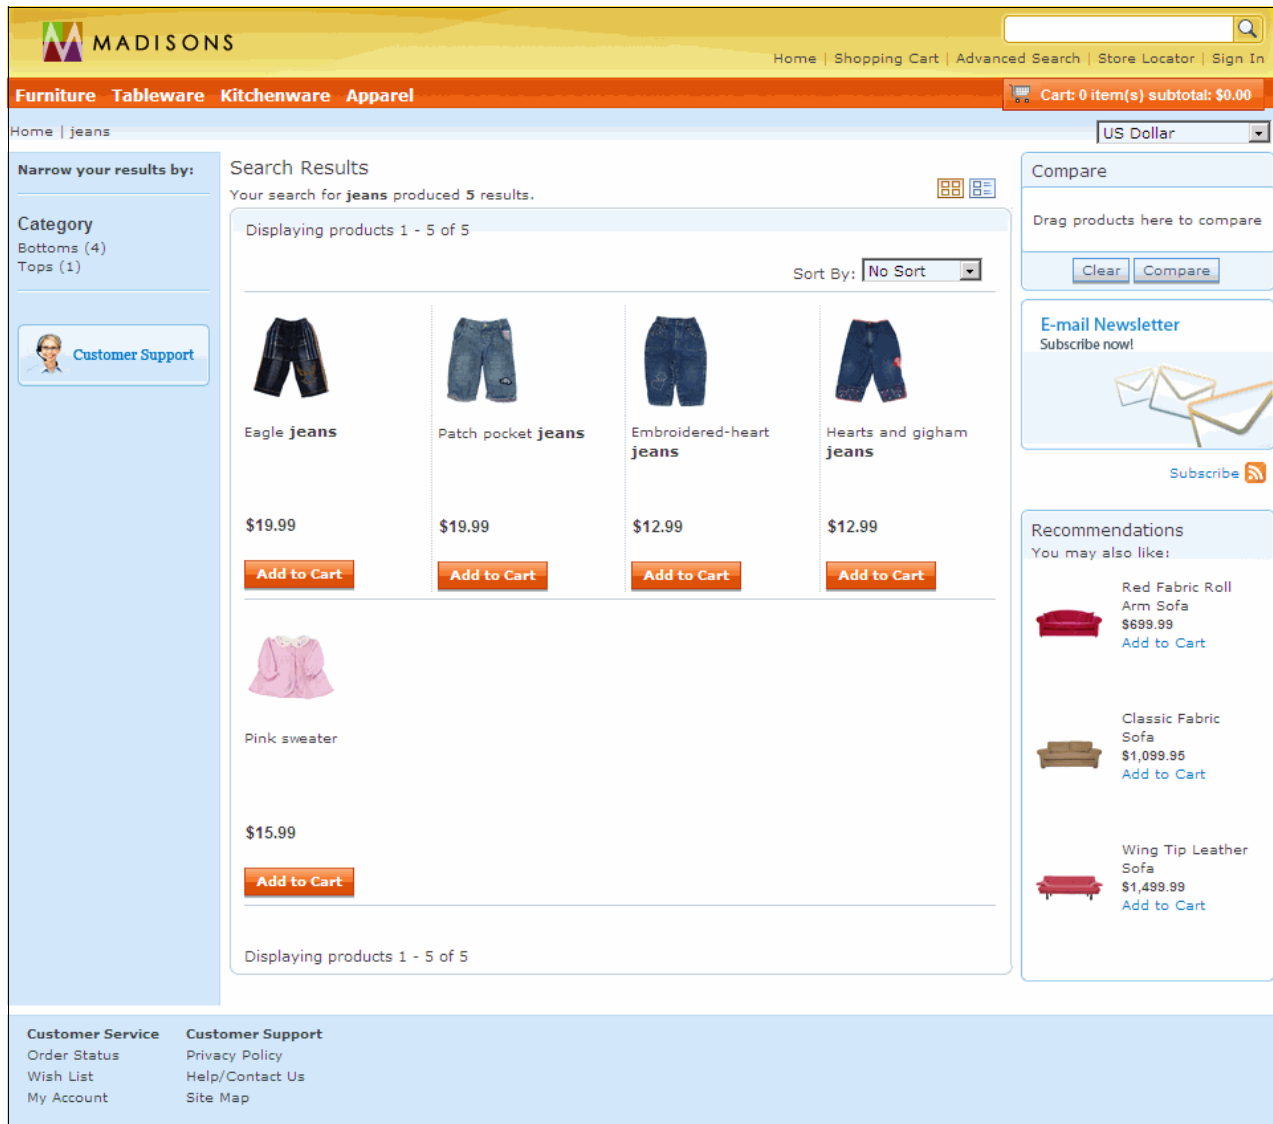 MADISONS
Home | Shopping Cart | Advanced Search | Store Locator | Sign In
Furniture Tableware Kitchenware Apparel
Cart: 0 item(s) subtotal: $0.00
Home | jeans
US Dollar
Narrow your results by:
Category
Bottoms (4)
Tops (1)
Customer Support
Search Results
Your search for jeans produced 5 results.
Displaying products 1 - 5 of 5
Sort By: No Sort
Eagle jeans
$19.99
Add to Cart
Patch pocket jeans
$19.99
Add to Cart
Embroidered-heart
jeans
$12.99
Add to Cart
Hearts and gigham
jeans
$12.99
Add to Cart
Pink sweater
$15.99
Add to Cart
Displaying products 1 - 5 of 5
Compare
Drag products here to compare
Clear Compare
E-mail Newsletter
Subscribe now!
Subscribe
Recommendations
You may also like:
Red Fabric Roll
Arm Sofa
$699.99
Add to Cart
Classic Fabric
Sofa
$1,099.95
Add to Cart
Wing Tip Leather
Sofa
$1,499.99
Add to Cart
Customer Service
Order Status
Wish List
My Account
Customer Support
Privacy Policy
Help/Contact Us
Site Map